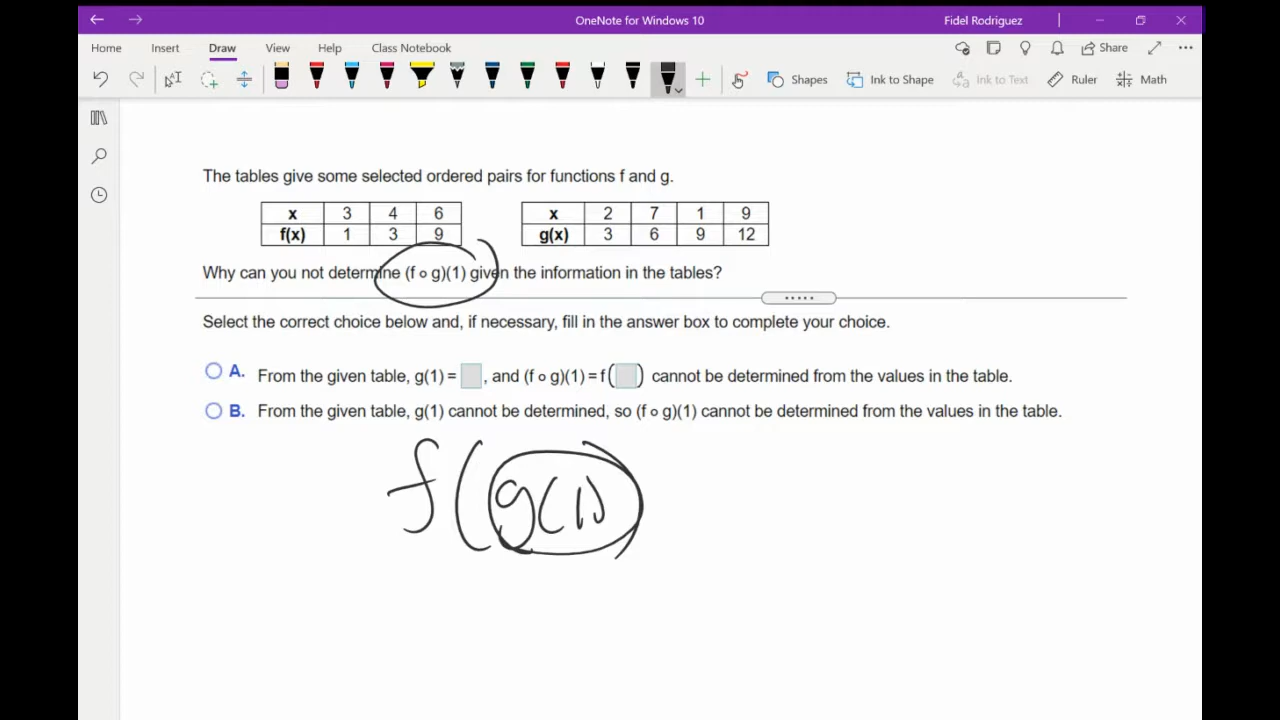 OneNote for Windows 10
Fidel Rodriguez
Home Insert Draw View Help Class Notebook
Share
Shapes Ink to Shape Ink to Text Ruler Math
The tables give some selected ordered pairs for functions f and g.
x 3 4 6
f(x) 1 3 9
x 2 7 1 9
g(x) 3 6 9 12
Why can you not determine (f∘g)(1) given the information in the tables?
Select the correct choice below and, if necessary, fill in the answer box to complete your choice.
A. From the given table, g(1) = , and (f∘g)(1) = f( ) cannot be determined from the values in the table.
B. From the given table, g(1) cannot be determined, so (f∘g)(1) cannot be determined from the values in the table.
f(g(1))